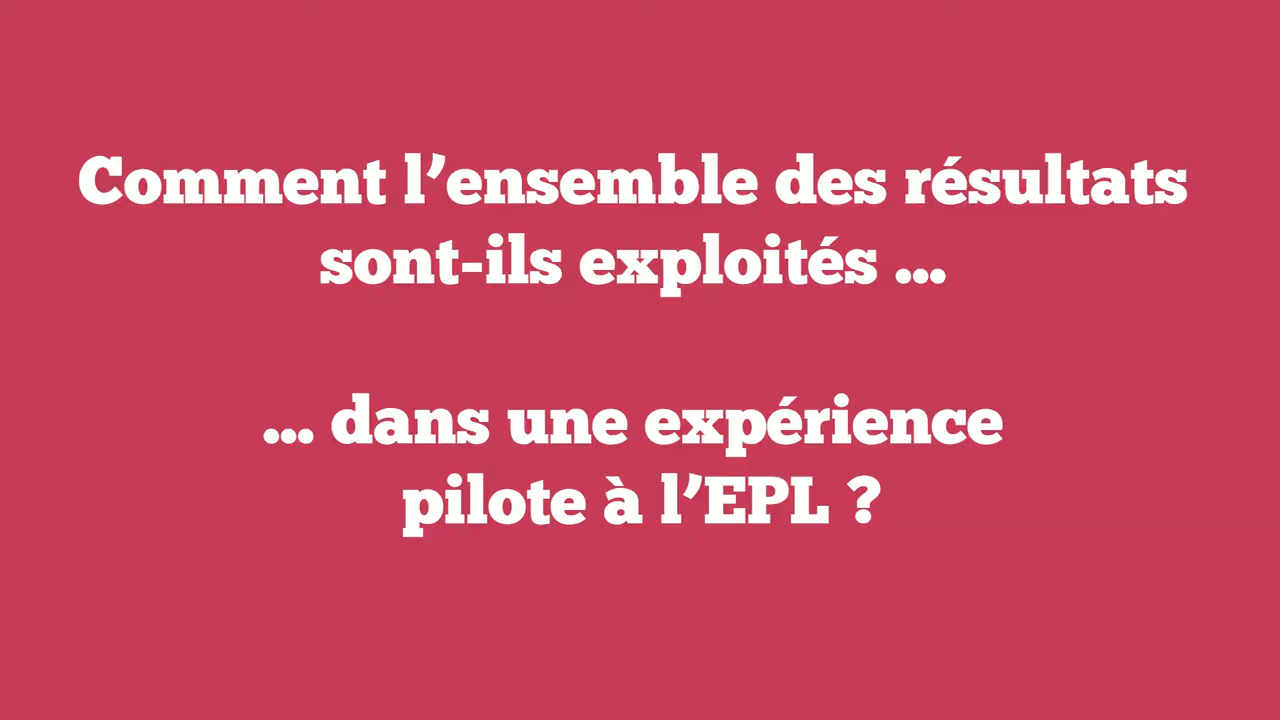 Comment l’ensemble des résultats
sont-ils exploités ...
... dans une expérience
pilote à l’EPL ?